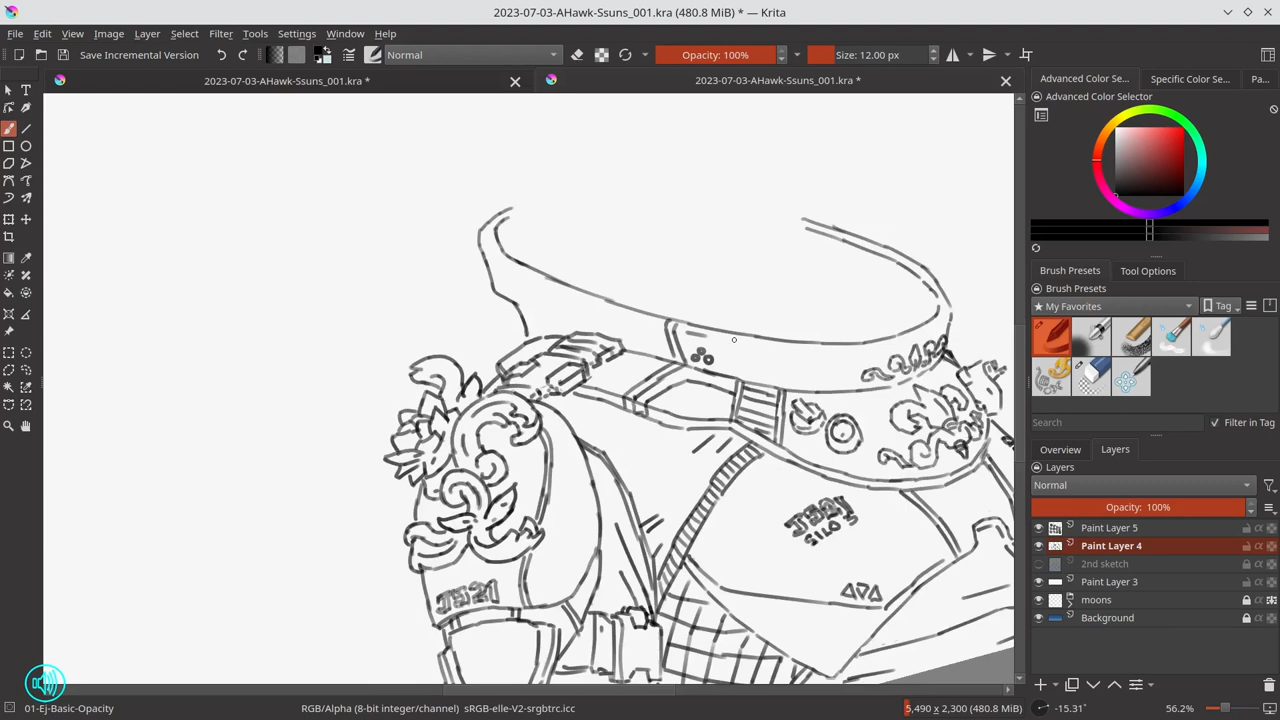 2023-07-03-AHawk-Ssuns_001.kra (480.8 MiB) * — Krita
File Edit View Image Layer Select Filter Tools Settings Window Help
Save Incremental Version Normal Opacity: 100% Size: 12.00 px
2023-07-03-AHawk-Ssuns_001.kra * 2023-07-03-AHawk-Ssuns_001.kra *
Advanced Color Se... Specific Color Se... Pa...
Advanced Color Selector
Brush Presets Tool Options
Brush Presets
★ My Favorites Tag
Search Filter in Tag
Overview Layers
Layers
Normal
Opacity: 100%
Paint Layer 5
Paint Layer 4
2nd sketch
Paint Layer 3
moons
Background
JS21
SILO 5
JS21
01-Ej-Basic-Opacity RGB/Alpha (8-bit integer/channel) sRGB-elle-V2-srgbtrc.icc 5,490 x 2,300 (480.8 MiB) -15.31° 56.2%